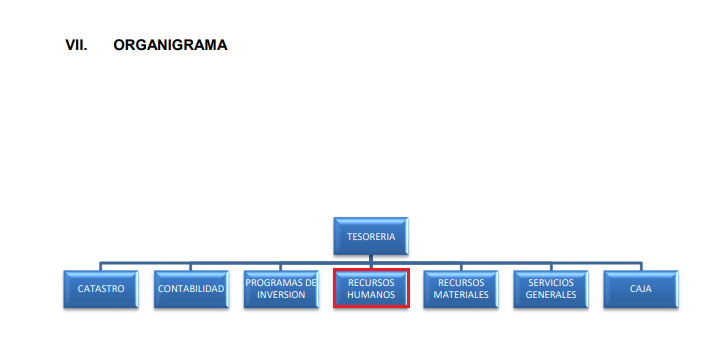 VII. ORGANIGRAMA
TESORERIA
CATASTRO
CONTABILIDAD
PROGRAMAS DE
INVERSION
RECURSOS
HUMANOS
RECURSOS
MATERIALES
SERVICIOS
GENERALES
CAJA